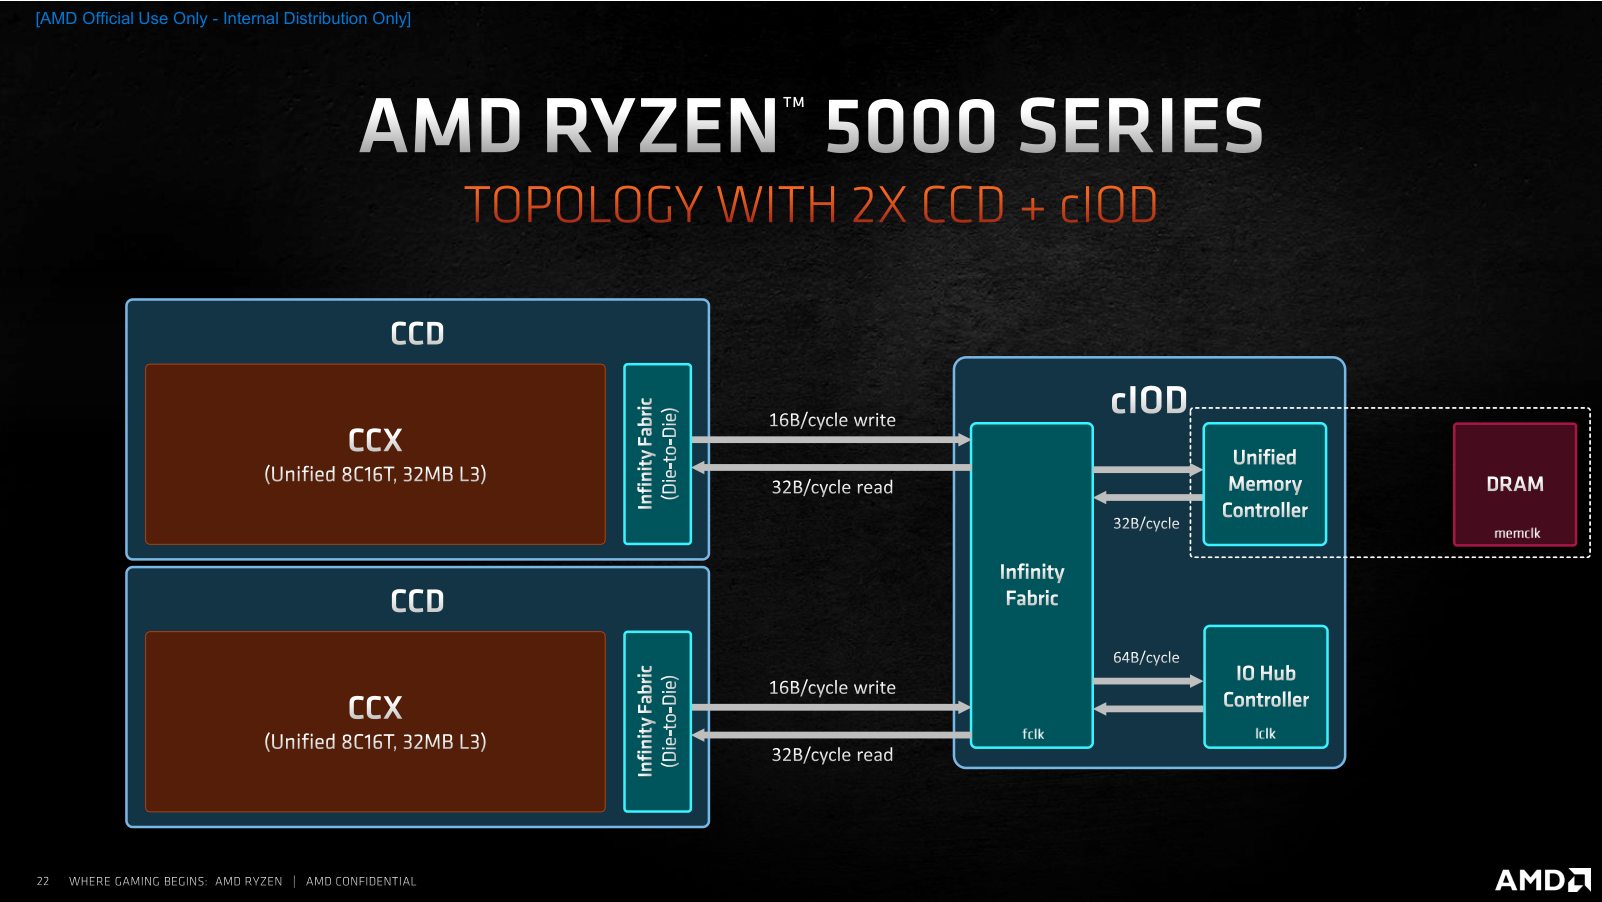 [AMD Official Use Only - Internal Distribution Only]
AMD RYZEN™ 5000 SERIES
TOPOLOGY WITH 2X CCD + cIOD
CCD
CCX
(Unified 8C16T, 32MB L3)
Infinity Fabric
(Die-to-Die)
16B/cycle write
32B/cycle read
CCD
CCX
(Unified 8C16T, 32MB L3)
Infinity Fabric
(Die-to-Die)
16B/cycle write
32B/cycle read
cIOD
Infinity
Fabric
fclk
32B/cycle
Unified
Memory
Controller
64B/cycle
IO Hub
Controller
lclk
DRAM
memclk
22 WHERE GAMING BEGINS: AMD RYZEN | AMD CONFIDENTIAL
AMD